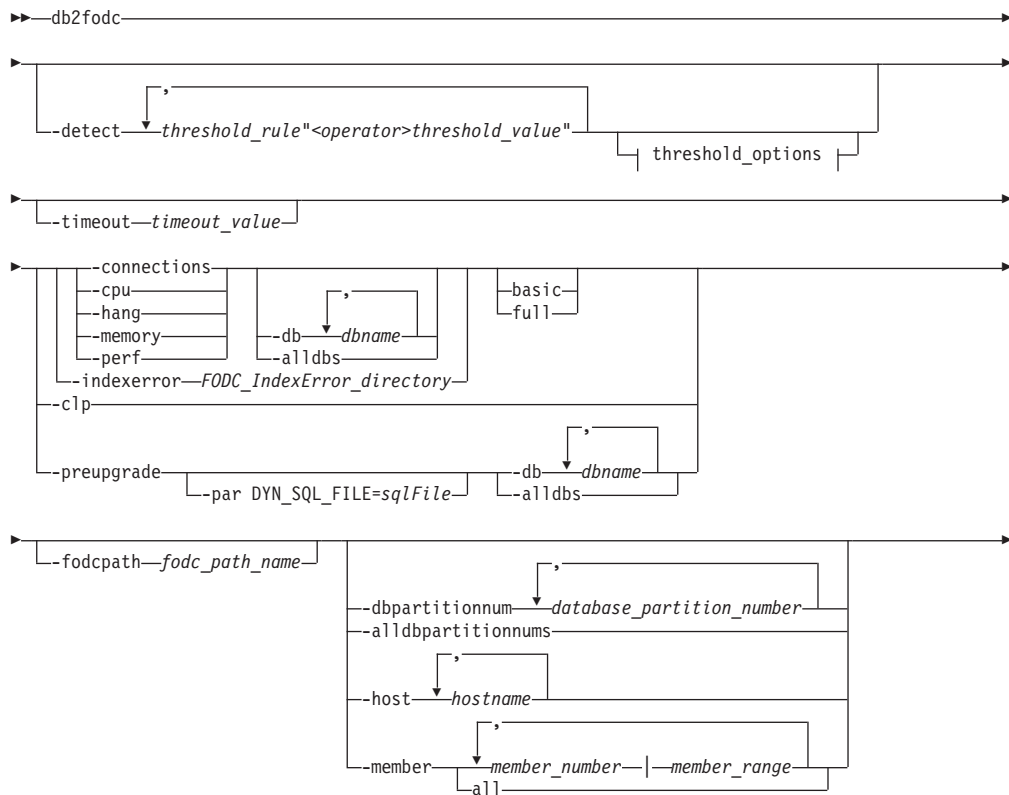 db2fodc
,
-detect threshold_rule"<operator>threshold_value"
threshold_options
-timeout timeout_value
-connections
-cpu
-hang
-memory
-perf
,
-db dbname
-alldbs
basic
full
-indexerror FODC_IndexError_directory
-clp
,
-preupgrade
-par DYN_SQL_FILE=sqlFile
-db dbname
-alldbs
-fodcpath fodc_path_name
,
-dbpartitionnum database_partition_number
-alldbpartitionnums
,
-host hostname
,
-member member_number | member_range
all